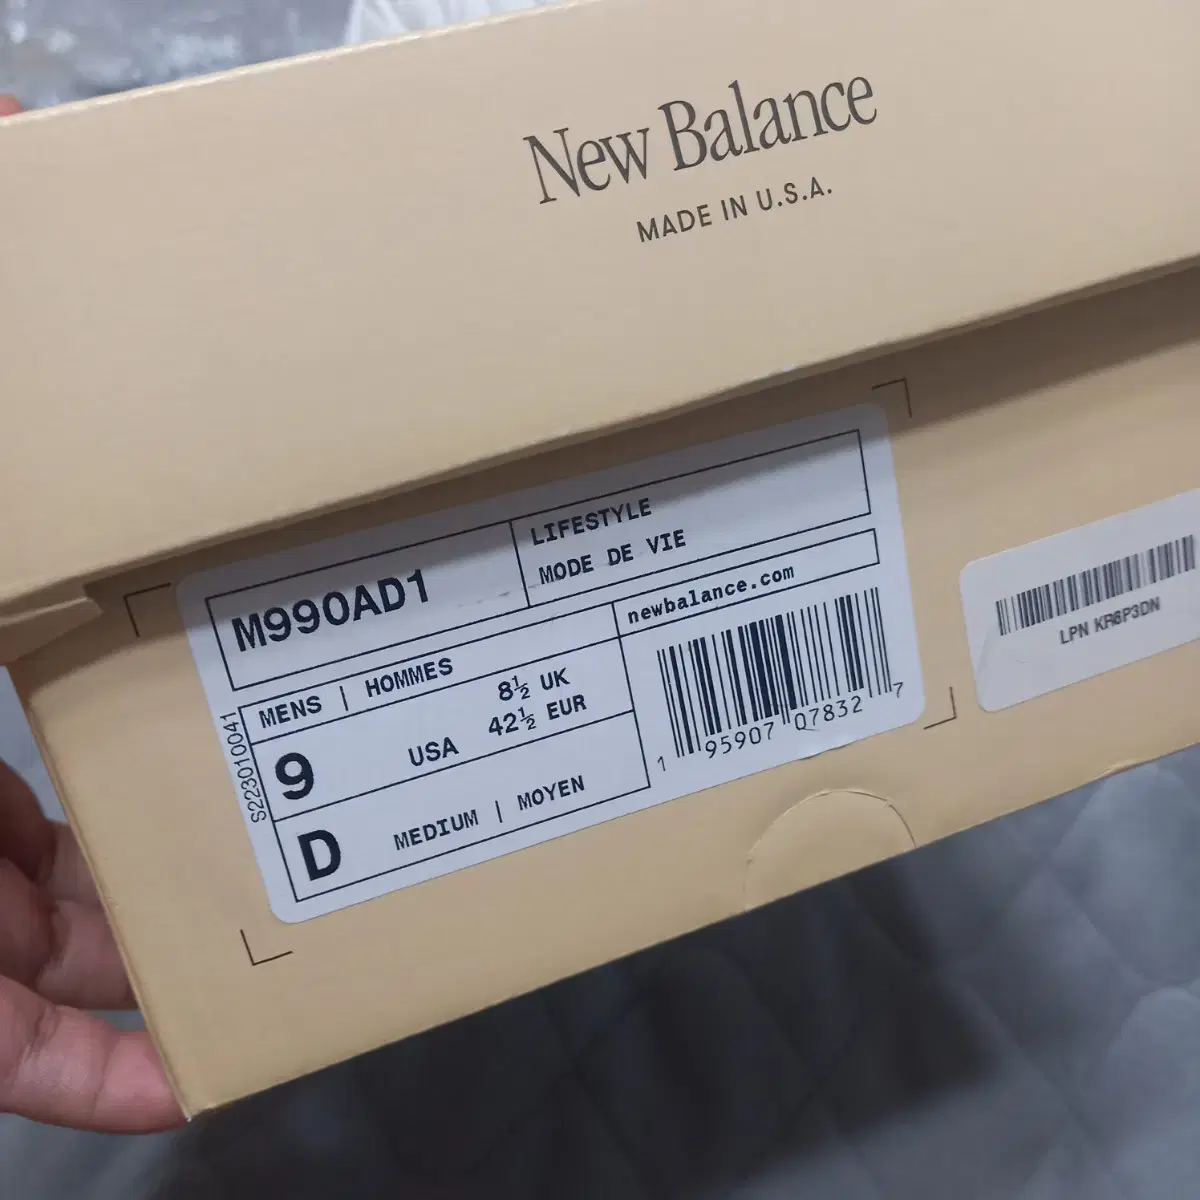 New Balance
MADE IN U.S.A.
M990AD1
LIFESTYLE
MODE DE VIE
newbalance.com
MENS | HOMMES
9
USA
8½ UK
42½ EUR
D
MEDIUM | MOYEN
S223010041
1 95907 07832 7
LPN KR6P3DN